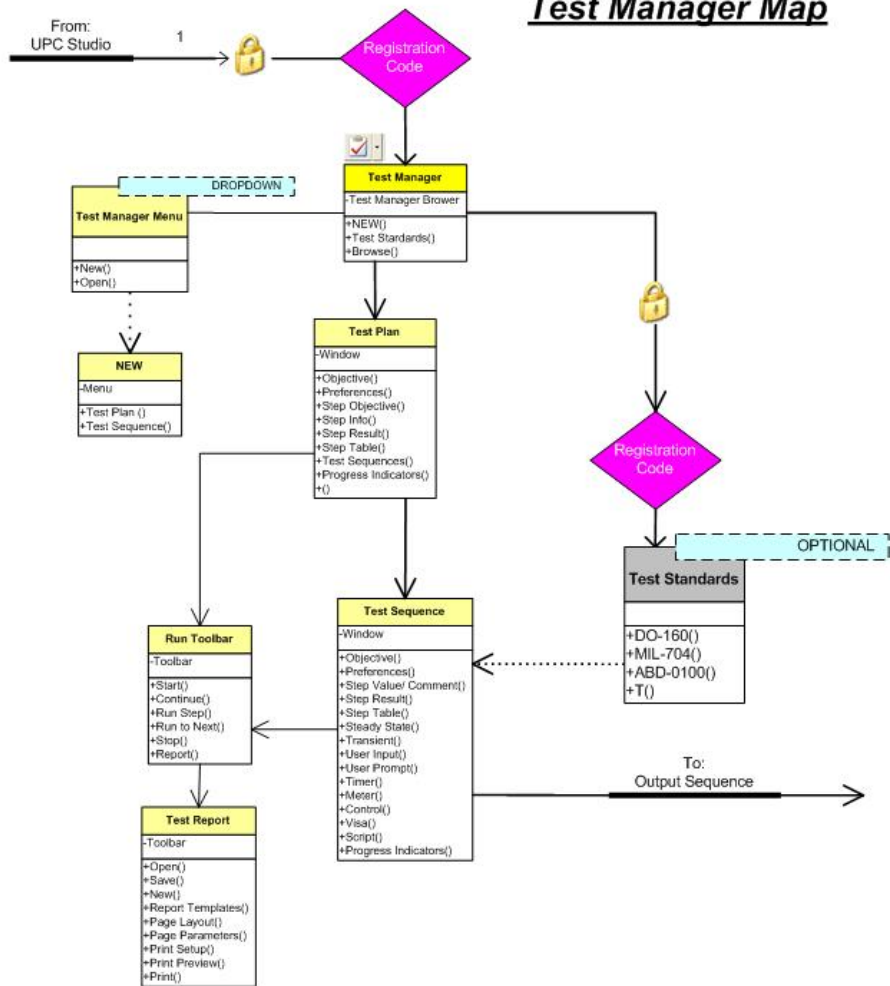 Test Manager Map
From:
UPC Studio
1
Registration
Code
Test Manager
-Test Manager Brower
+NEW()
+Test Stardards()
+Browse()
DROPDOWN
Test Manager Menu
+New()
+Open()
NEW
-Menu
+Test Plan ()
+Test Sequence()
Test Plan
-Window
+Objective()
+Preferences()
+Step Objective()
+Step Info()
+Step Result()
+Step Table()
+Test Sequences()
+Progress Indicators()
+()
Registration
Code
OPTIONAL
Test Standards
+DO-160()
+MIL-704()
+ABD-0100()
+T()
Test Sequence
-Window
+Objective()
+Preferences()
+Step Value/ Comment()
+Step Result()
+Step Table()
+Steady State()
+Transient()
+User Input()
+User Prompt()
+Timer()
+Meter()
+Control()
+Visa()
+Script()
+Progress Indicators()
Run Toolbar
-Toolbar
+Start()
+Continue()
+Run Step()
+Run to Next()
+Stop()
+Report()
To:
Output Sequence
Test Report
-Toolbar
+Open()
+Save()
+New()
+Report Templates()
+Page Layout()
+Page Parameters()
+Print Setup()
+Print Preview()
+Print()